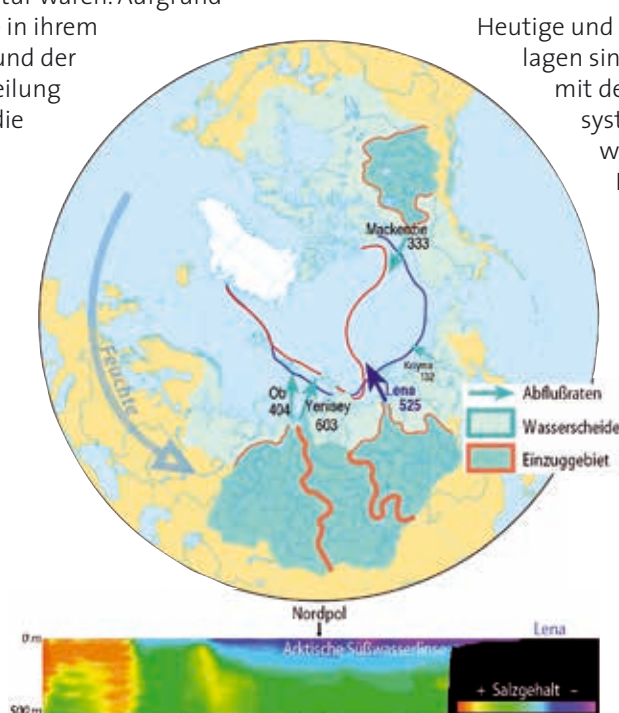 tur waren. Aufgrund
in ihrem
und der
eilung
die
Heutige und
lagen sin
mit de
syst
w
Mackenzie
333
Feuchte
Kolyma
132
Ob
404
Yenisey
603
Lena
525
Abflußraten
Wasserscheide
Einzuggebiet
Nordpol
Lena
0 m
Arktische Süßwasserlinse
+ Salzgehalt -
500 m